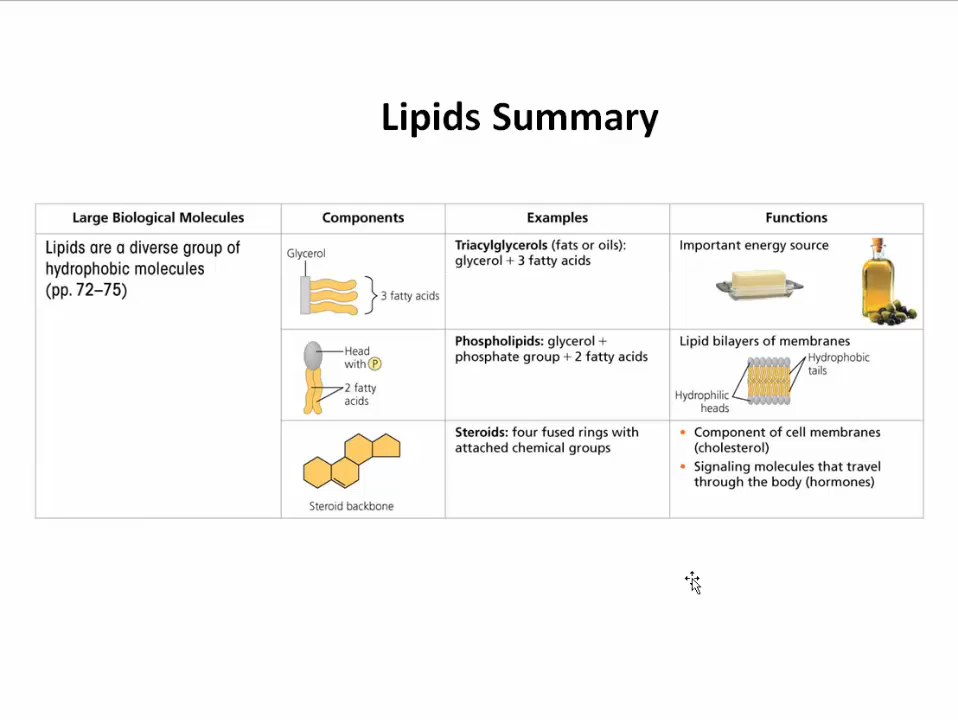 Lipids Summary
Large Biological Molecules
Components
Examples
Functions
Lipids are a diverse group of
hydrophobic molecules
(pp. 72–75)
Glycerol
3 fatty acids
Triacylglycerols (fats or oils):
glycerol + 3 fatty acids
Important energy source
Head
with P
2 fatty
acids
Phospholipids: glycerol +
phosphate group + 2 fatty acids
Lipid bilayers of membranes
Hydrophobic
tails
Hydrophilic
heads
Steroid backbone
Steroids: four fused rings with
attached chemical groups
• Component of cell membranes
(cholesterol)
• Signaling molecules that travel
through the body (hormones)